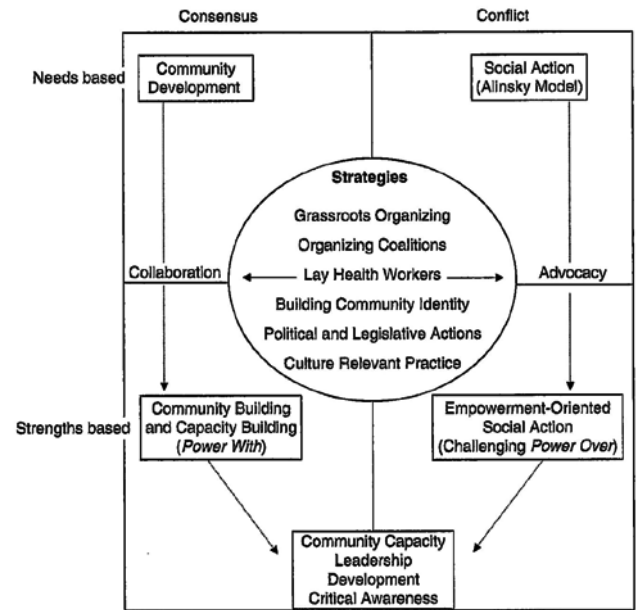 Consensus
Conflict
Needs based
Community
Development
Social Action
(Alinsky Model)
Strategies
Grassroots Organizing
Organizing Coalitions
Collaboration
Lay Health Workers
Advocacy
Building Community Identity
Political and Legislative Actions
Culture Relevant Practice
Strengths based
Community Building
and Capacity Building
(Power With)
Empowerment-Oriented
Social Action
(Challenging Power Over)
Community Capacity
Leadership
Development
Critical Awareness